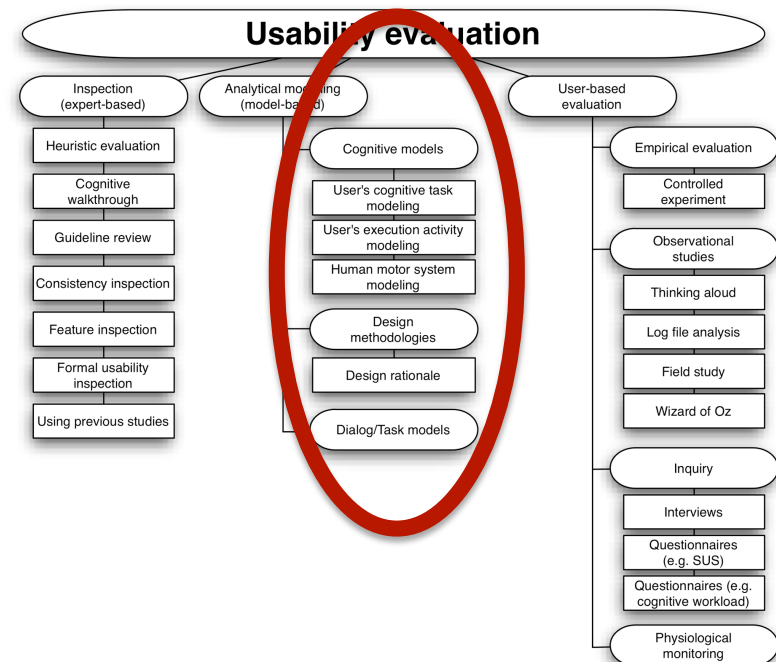 Usability evaluation
Inspection
(expert-based)
Heuristic evaluation
Cognitive
walkthrough
Guideline review
Consistency inspection
Feature inspection
Formal usability
inspection
Using previous studies
Analytical modeling
(model-based)
Cognitive models
User's cognitive task
modeling
User's execution activity
modeling
Human motor system
modeling
Design
methodologies
Design rationale
Dialog/Task models
User-based
evaluation
Empirical evaluation
Controlled
experiment
Observational
studies
Thinking aloud
Log file analysis
Field study
Wizard of Oz
Inquiry
Interviews
Questionnaires
(e.g. SUS)
Questionnaires (e.g.
cognitive workload)
Physiological
monitoring